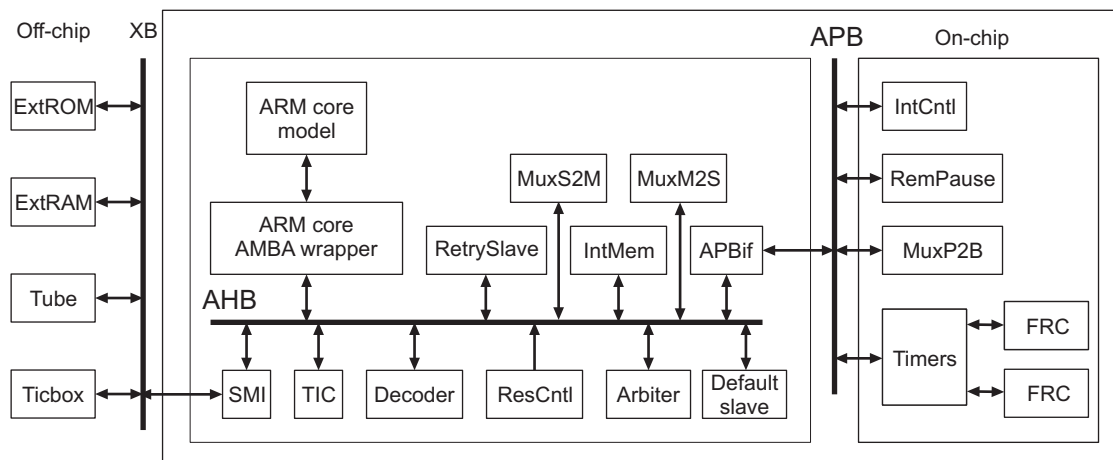 Off-chip
XB
APB
On-chip
ExtROM
ARM core
model
IntCntl
MuxS2M
MuxM2S
RemPause
ExtRAM
ARM core
AMBA wrapper
RetrySlave
IntMem
APBif
MuxP2B
Tube
AHB
Timers
FRC
Ticbox
SMI
TIC
Decoder
ResCntl
Arbiter
Default
slave
FRC